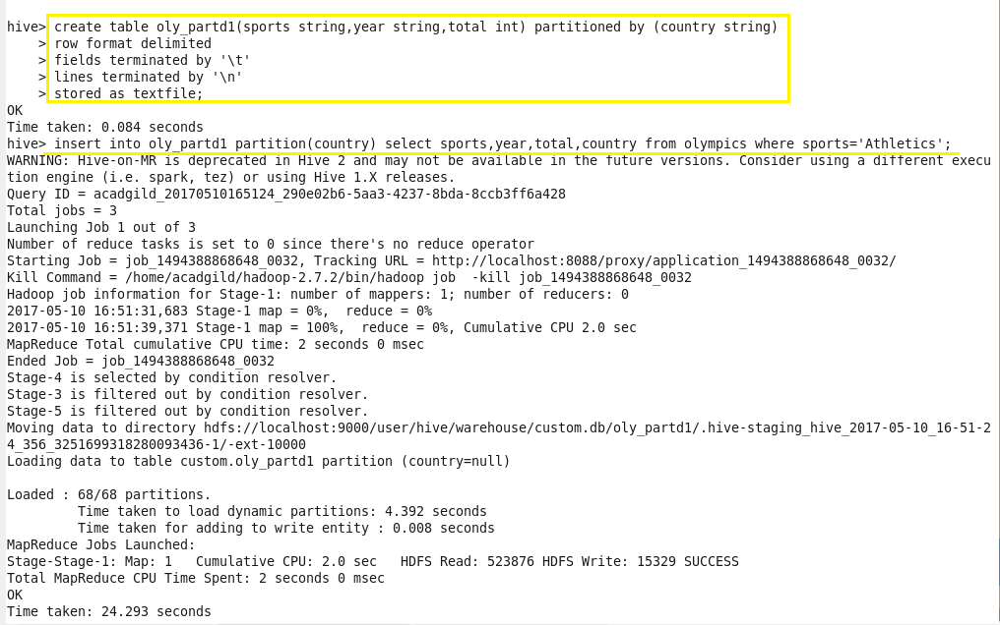 hive> create table oly_partd1(sports string,year string,total int) partitioned by (country string)
    > row format delimited
    > fields terminated by '\t'
    > lines terminated by '\n'
    > stored as textfile;
OK
Time taken: 0.084 seconds
hive> insert into oly_partd1 partition(country) select sports,year,total,country from olympics where sports='Athletics';
WARNING: Hive-on-MR is deprecated in Hive 2 and may not be available in the future versions. Consider using a different execu
tion engine (i.e. spark, tez) or using Hive 1.X releases.
Query ID = acadgild_20170510165124_290e02b6-5aa3-4237-8bda-8ccb3ff6a428
Total jobs = 3
Launching Job 1 out of 3
Number of reduce tasks is set to 0 since there's no reduce operator
Starting Job = job_1494388868648_0032, Tracking URL = http://localhost:8088/proxy/application_1494388868648_0032/
Kill Command = /home/acadgild/hadoop-2.7.2/bin/hadoop job  -kill job_1494388868648_0032
Hadoop job information for Stage-1: number of mappers: 1; number of reducers: 0
2017-05-10 16:51:31,683 Stage-1 map = 0%,  reduce = 0%
2017-05-10 16:51:39,371 Stage-1 map = 100%,  reduce = 0%, Cumulative CPU 2.0 sec
MapReduce Total cumulative CPU time: 2 seconds 0 msec
Ended Job = job_1494388868648_0032
Stage-4 is selected by condition resolver.
Stage-3 is filtered out by condition resolver.
Stage-5 is filtered out by condition resolver.
Moving data to directory hdfs://localhost:9000/user/hive/warehouse/custom.db/oly_partd1/.hive-staging_hive_2017-05-10_16-51-2
4_356_3251699318280093436-1/-ext-10000
Loading data to table custom.oly_partd1 partition (country=null)
Loaded : 68/68 partitions.
         Time taken to load dynamic partitions: 4.392 seconds
         Time taken for adding to write entity : 0.008 seconds
MapReduce Jobs Launched:
Stage-Stage-1: Map: 1   Cumulative CPU: 2.0 sec   HDFS Read: 523876 HDFS Write: 15329 SUCCESS
Total MapReduce CPU Time Spent: 2 seconds 0 msec
OK
Time taken: 24.293 seconds